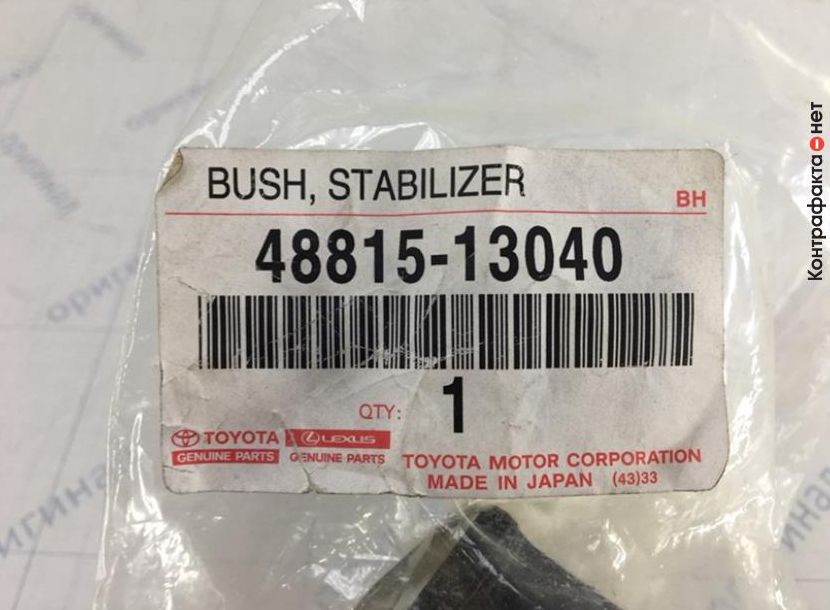 BUSH, STABILIZER
BH
48815-13040
QTY: 1
TOYOTA LEXUS
GENUINE PARTS GENUINE PARTS
TOYOTA MOTOR CORPORATION
MADE IN JAPAN (43)33
Контрафакта нет